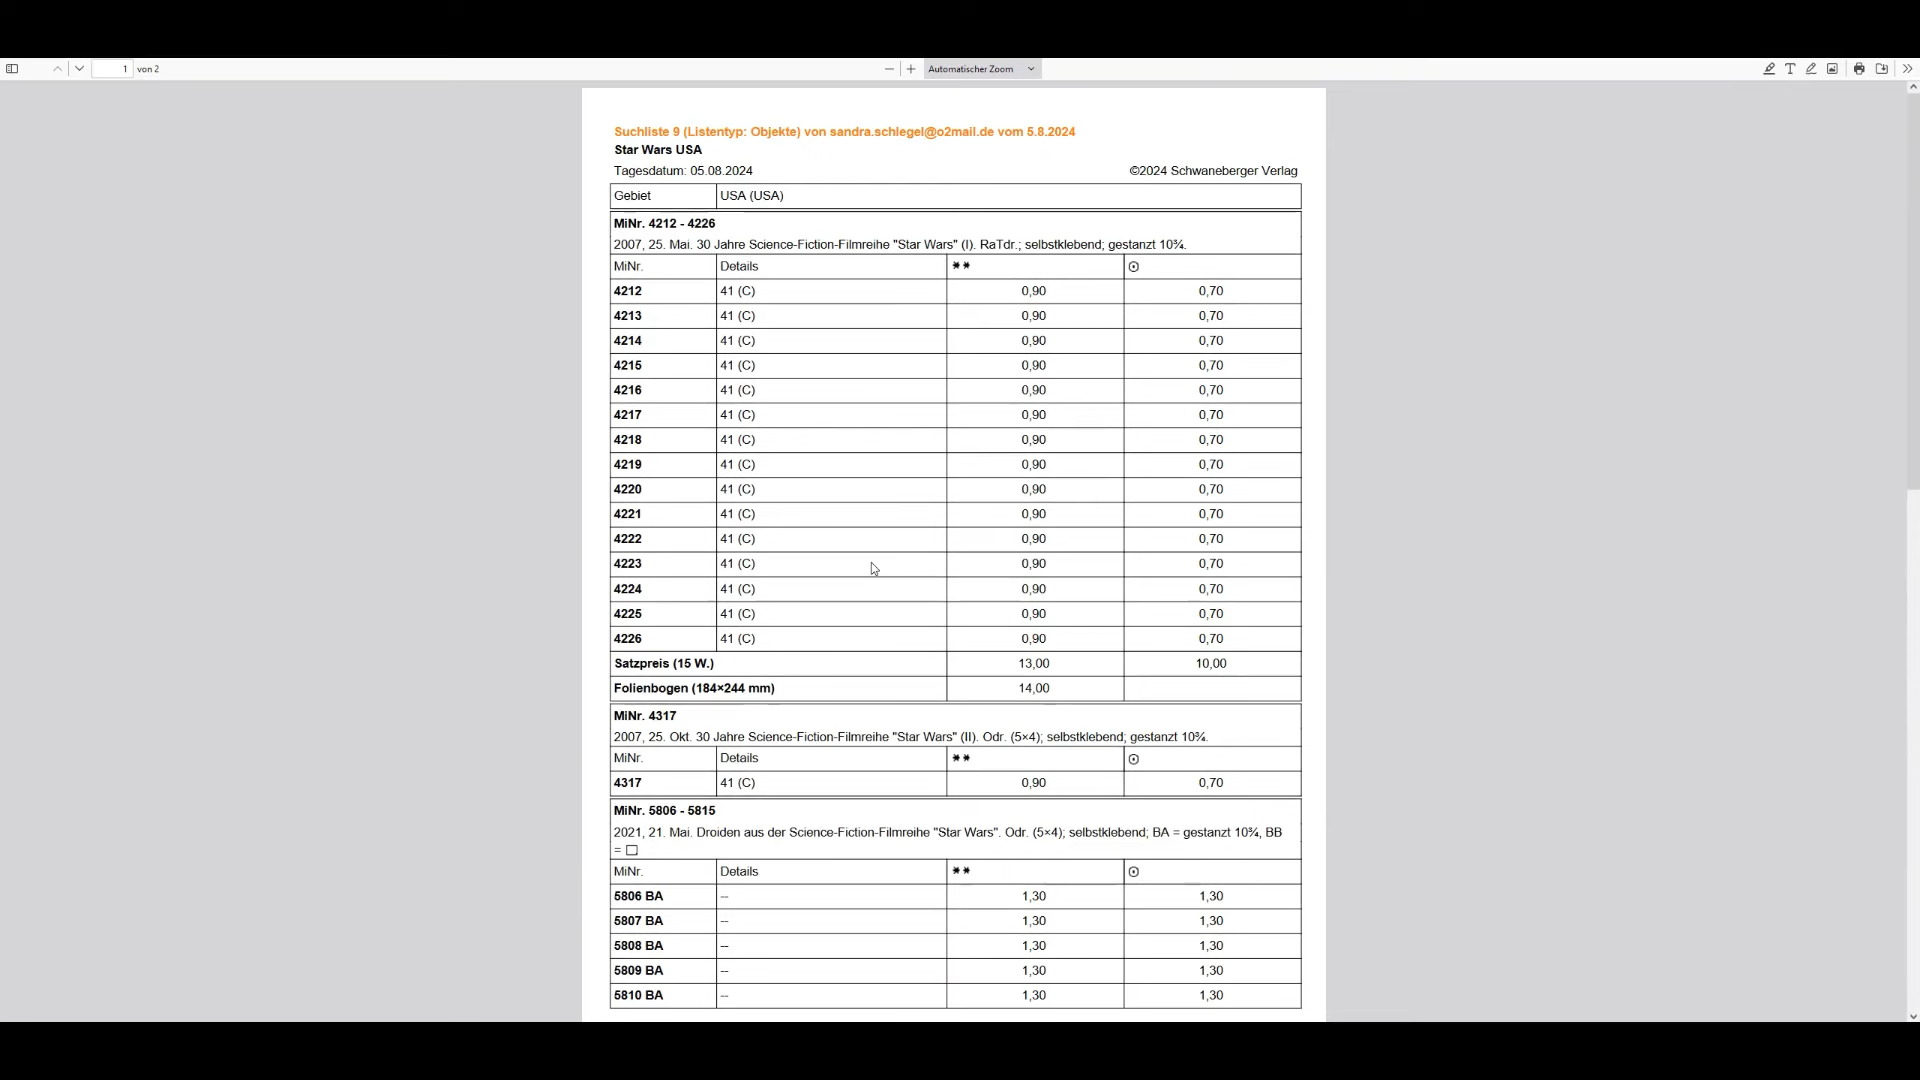 1 von 2 Automatischer Zoom
Suchliste 9 (Listentyp: Objekte) von sandra.schlegel@o2mail.de vom 5.8.2024
Star Wars USA
Tagesdatum: 05.08.2024 ©2024 Schwaneberger Verlag
Gebiet USA (USA)
MiNr. 4212 - 4226
2007, 25. Mai. 30 Jahre Science-Fiction-Filmreihe "Star Wars" (I). RaTdr.; selbstklebend; gestanzt 10¾.
MiNr. Details ** ⊙
4212 41 (C) 0,90 0,70
4213 41 (C) 0,90 0,70
4214 41 (C) 0,90 0,70
4215 41 (C) 0,90 0,70
4216 41 (C) 0,90 0,70
4217 41 (C) 0,90 0,70
4218 41 (C) 0,90 0,70
4219 41 (C) 0,90 0,70
4220 41 (C) 0,90 0,70
4221 41 (C) 0,90 0,70
4222 41 (C) 0,90 0,70
4223 41 (C) 0,90 0,70
4224 41 (C) 0,90 0,70
4225 41 (C) 0,90 0,70
4226 41 (C) 0,90 0,70
Satzpreis (15 W.) 13,00 10,00
Folienbogen (184×244 mm) 14,00
MiNr. 4317
2007, 25. Okt. 30 Jahre Science-Fiction-Filmreihe "Star Wars" (II). Odr. (5×4); selbstklebend; gestanzt 10¾.
MiNr. Details ** ⊙
4317 41 (C) 0,90 0,70
MiNr. 5806 - 5815
2021, 21. Mai. Droiden aus der Science-Fiction-Filmreihe "Star Wars". Odr. (5×4); selbstklebend; BA = gestanzt 10¾, BB
= □
MiNr. Details ** ⊙
5806 BA -- 1,30 1,30
5807 BA -- 1,30 1,30
5808 BA -- 1,30 1,30
5809 BA -- 1,30 1,30
5810 BA -- 1,30 1,30